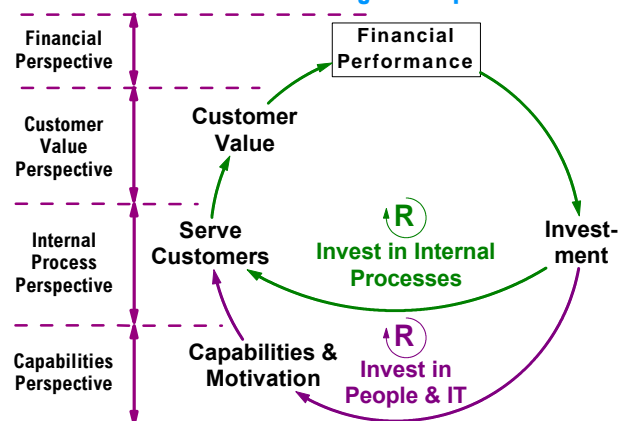 Financial
Perspective
Financial
Performance
Customer
Value
Customer
Value
Perspective
Serve
Customers
R
Invest in Internal
Processes
Invest-
ment
Internal
Process
Perspective
R
Invest in
People & IT
Capabilities &
Motivation
Capabilities
Perspective